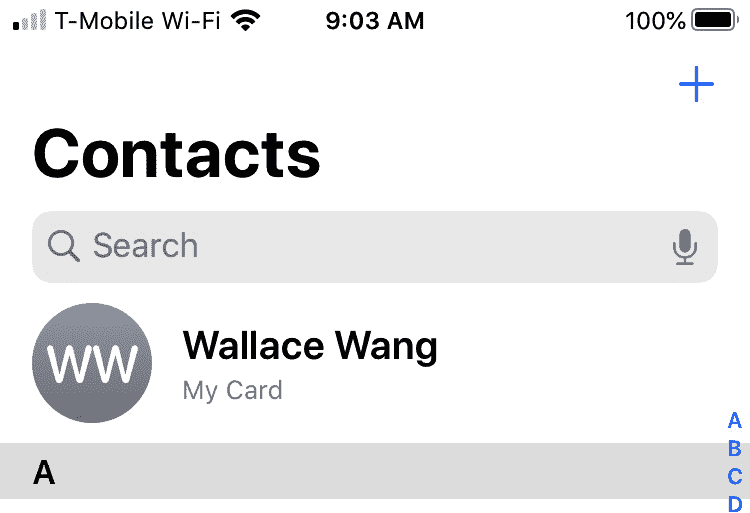 T-Mobile Wi-Fi 9:03 AM 100%
+
Contacts
Search
WW
Wallace Wang
My Card
A
A
B
C
D